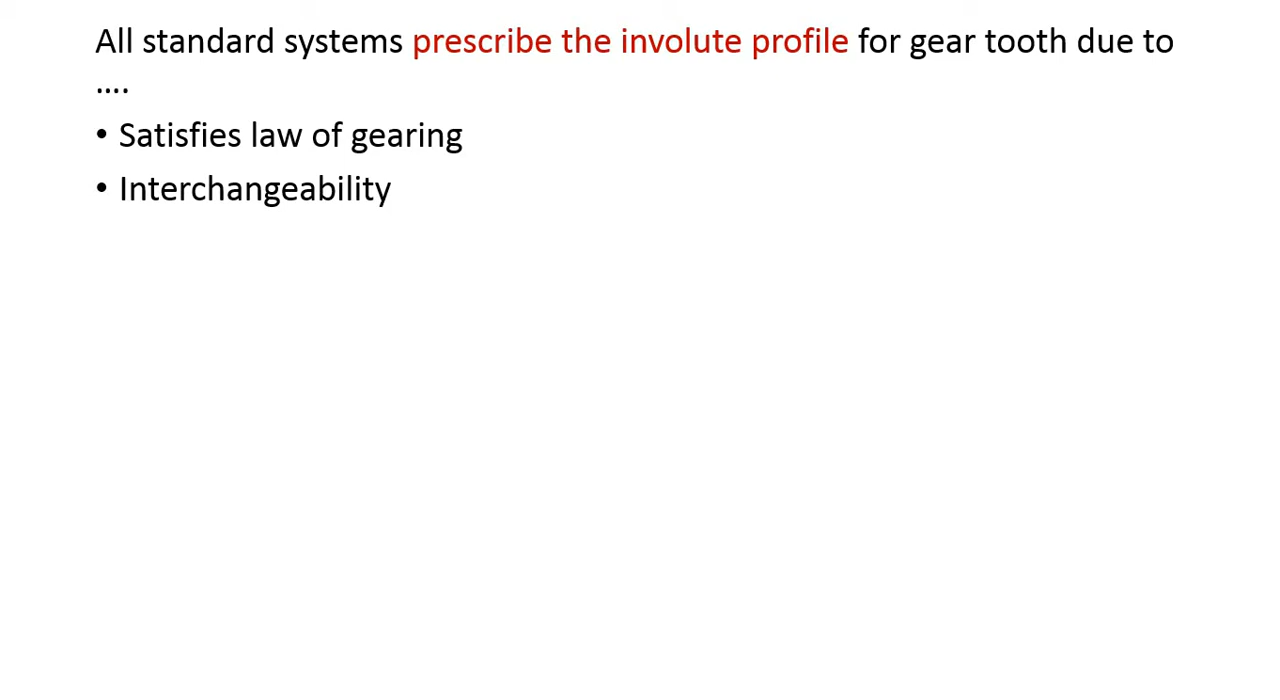 All standard systems prescribe the involute profile for gear tooth due to
….
• Satisfies law of gearing
• Interchangeability